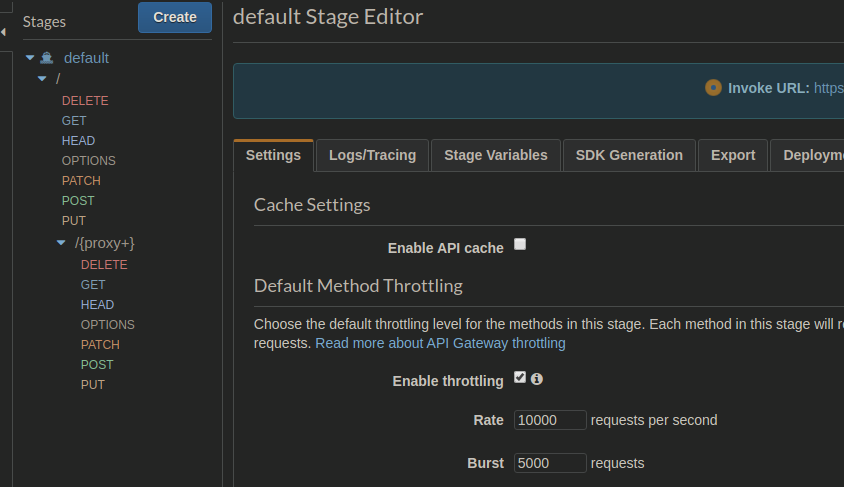 Stages
Create
default
/
DELETE
GET
HEAD
OPTIONS
PATCH
POST
PUT
/{proxy+}
DELETE
GET
HEAD
OPTIONS
PATCH
POST
PUT
default Stage Editor
Invoke URL: https
Settings
Logs/Tracing
Stage Variables
SDK Generation
Export
Deploym
Cache Settings
Enable API cache
Default Method Throttling
Choose the default throttling level for the methods in this stage. Each method in this stage will re
requests. Read more about API Gateway throttling
Enable throttling
Rate 10000 requests per second
Burst 5000 requests